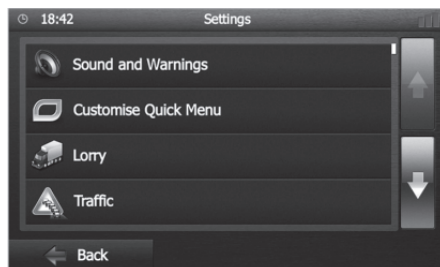 18:42 Settings
Sound and Warnings
Customise Quick Menu
Lorry
Traffic
Back